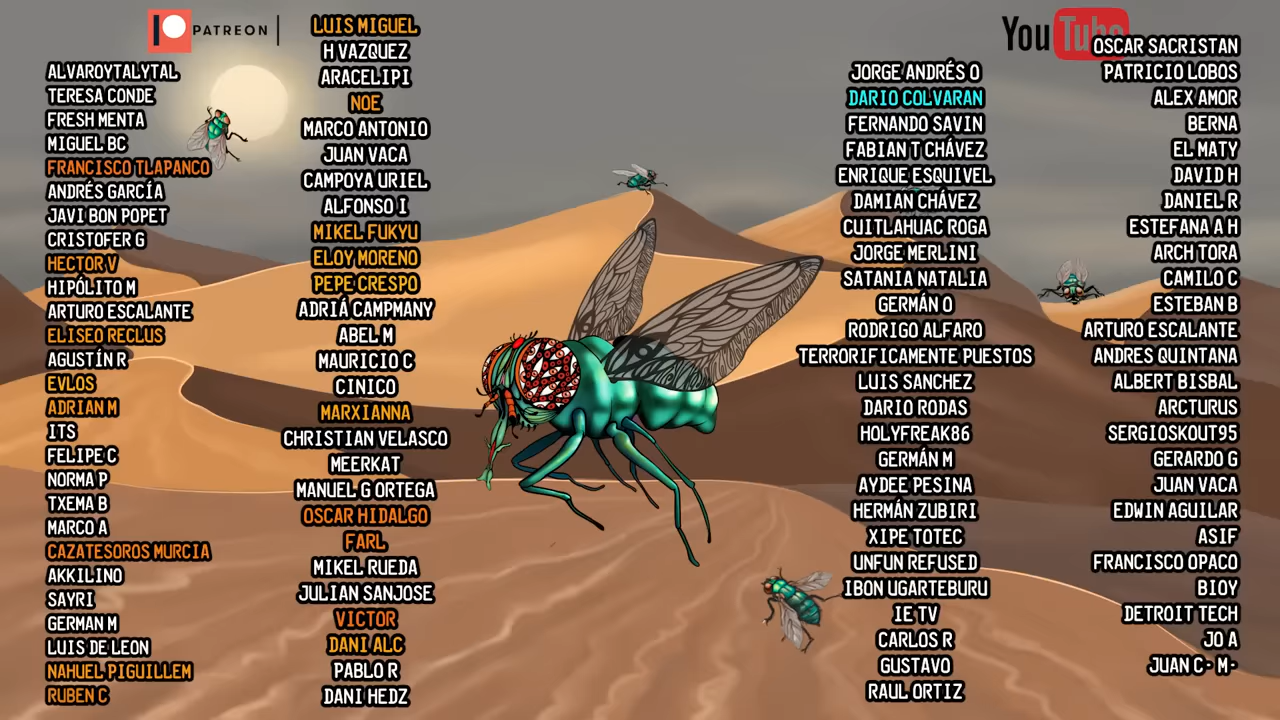 PATREON
ALVAROYTALYTAL
TERESA CONDE
FRESH MENTA
MIGUEL BC
FRANCISCO TLAPANCO
ANDRÉS GARCÍA
JAVI BON POPET
CRISTOFER G
HECTOR V
HIPÓLITO M
ARTURO ESCALANTE
ELISEO RECLUS
AGUSTÍN R
EVLOS
ADRIAN M
ITS
FELIPE C
NORMA P
TXEMA B
MARCO A
CAZATESOROS MURCIA
AKKILINO
SAYRI
GERMAN M
LUIS DE LEON
NAHUEL PIGUILLEM
RUBEN C
LUIS MIGUEL
H VAZQUEZ
ARACELIPI
NOE
MARCO ANTONIO
JUAN VACA
CAMPOYA URIEL
ALFONSO I
MIKEL FUKYU
ELOY MORENO
PEPE CRESPO
ADRIÁ CAMPMANY
ABEL M
MAURICIO C
CINICO
MARXIANNA
CHRISTIAN VELASCO
MEERKAT
MANUEL G ORTEGA
OSCAR HIDALGO
FARL
MIKEL RUEDA
JULIAN SANJOSE
VICTOR
DANI ALC
PABLO R
DANI HEDZ
YouTube
JORGE ANDRÉS O
DARIO COLVARAN
FERNANDO SAVIN
FABIAN T CHÁVEZ
ENRIQUE ESQUIVEL
DAMIAN CHÁVEZ
CUITLAHUAC ROGA
JORGE MERLINI
SATANIA NATALIA
GERMÁN O
RODRIGO ALFARO
TERRORIFICAMENTE PUESTOS
LUIS SANCHEZ
DARIO RODAS
HOLYFREAK86
GERMÁN M
AYDEE PESINA
HERMÁN ZUBIRI
XIPE TOTEC
UNFUN REFUSED
IBON UGARTEBURU
IE TV
CARLOS R
GUSTAVO
RAUL ORTIZ
OSCAR SACRISTAN
PATRICIO LOBOS
ALEX AMOR
BERNA
EL MATY
DAVID H
DANIEL R
ESTEFANA A H
ARCH TORA
CAMILO C
ESTEBAN B
ARTURO ESCALANTE
ANDRES QUINTANA
ALBERT BISBAL
ARCTURUS
SERGIOSKOUT95
GERARDO G
JUAN VACA
EDWIN AGUILAR
ASIF
FRANCISCO OPACO
BIOY
DETROIT TECH
JO A
JUAN C- M-